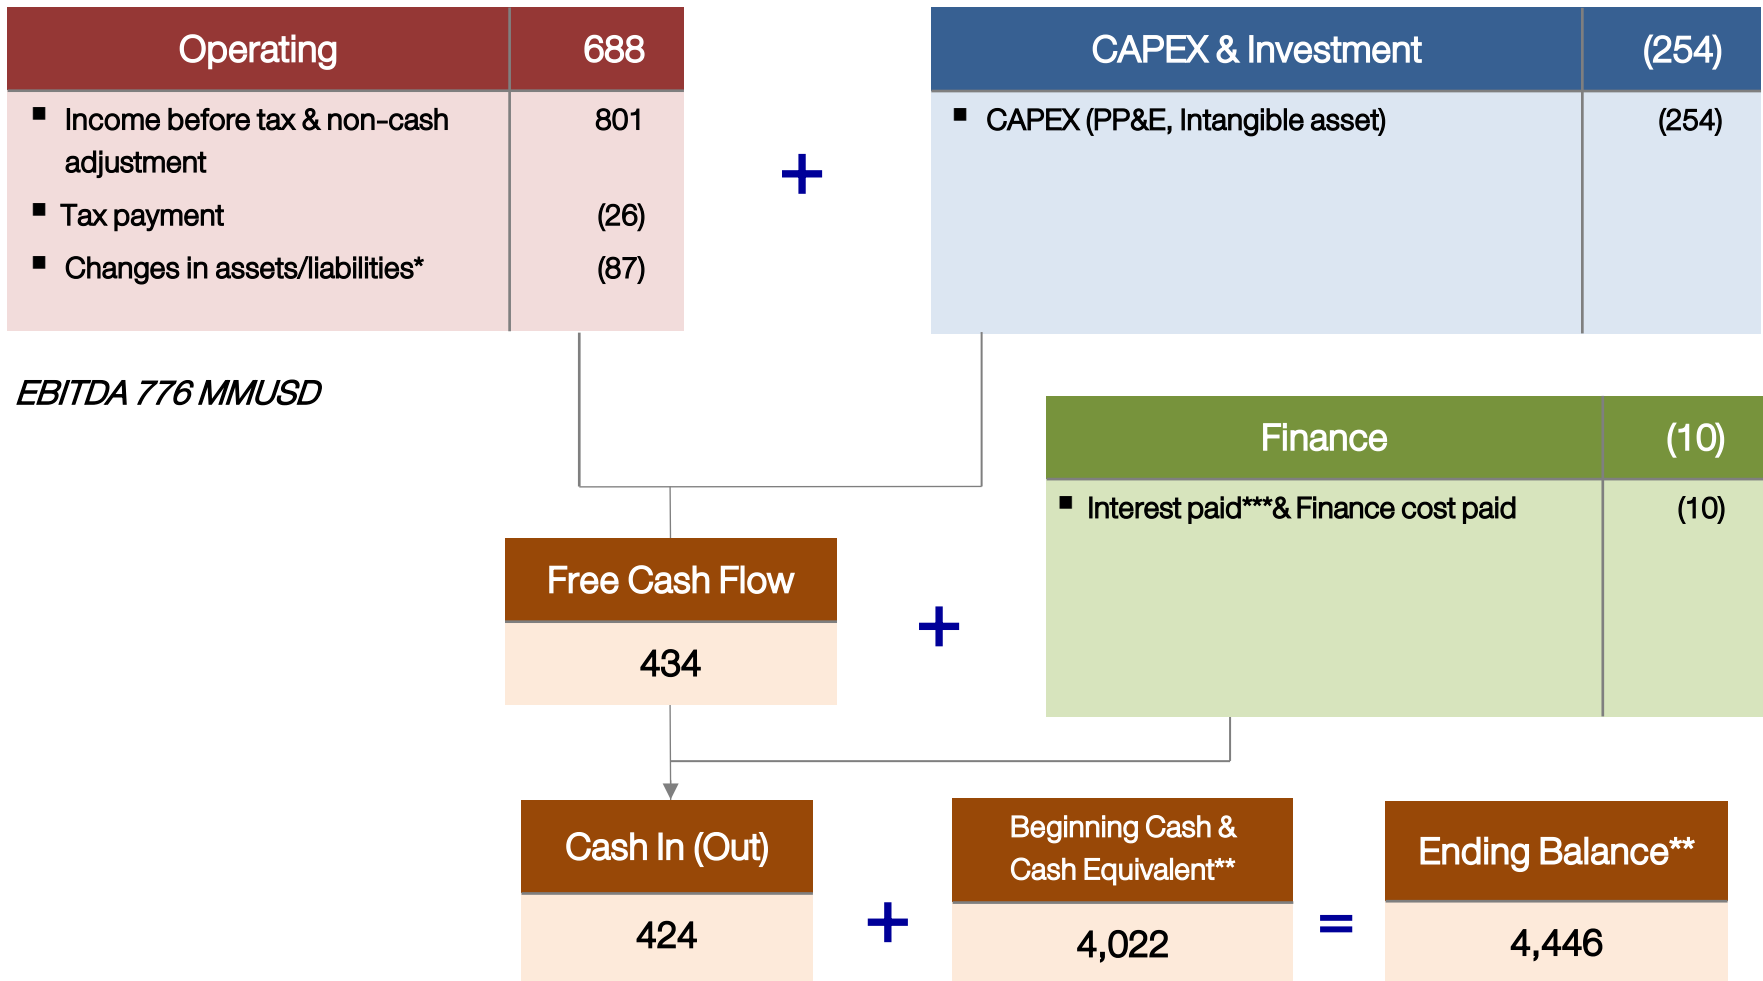 Operating 688
▪ Income before tax & non-cash 801
adjustment
▪ Tax payment (26)
▪ Changes in assets/liabilities* (87)
+
CAPEX & Investment (254)
▪ CAPEX (PP&E, Intangible asset) (254)
EBITDA 776 MMUSD
Finance (10)
▪ Interest paid***& Finance cost paid (10)
Free Cash Flow
434
+
Cash In (Out)
424
+
Beginning Cash &
Cash Equivalent**
4,022
=
Ending Balance**
4,446